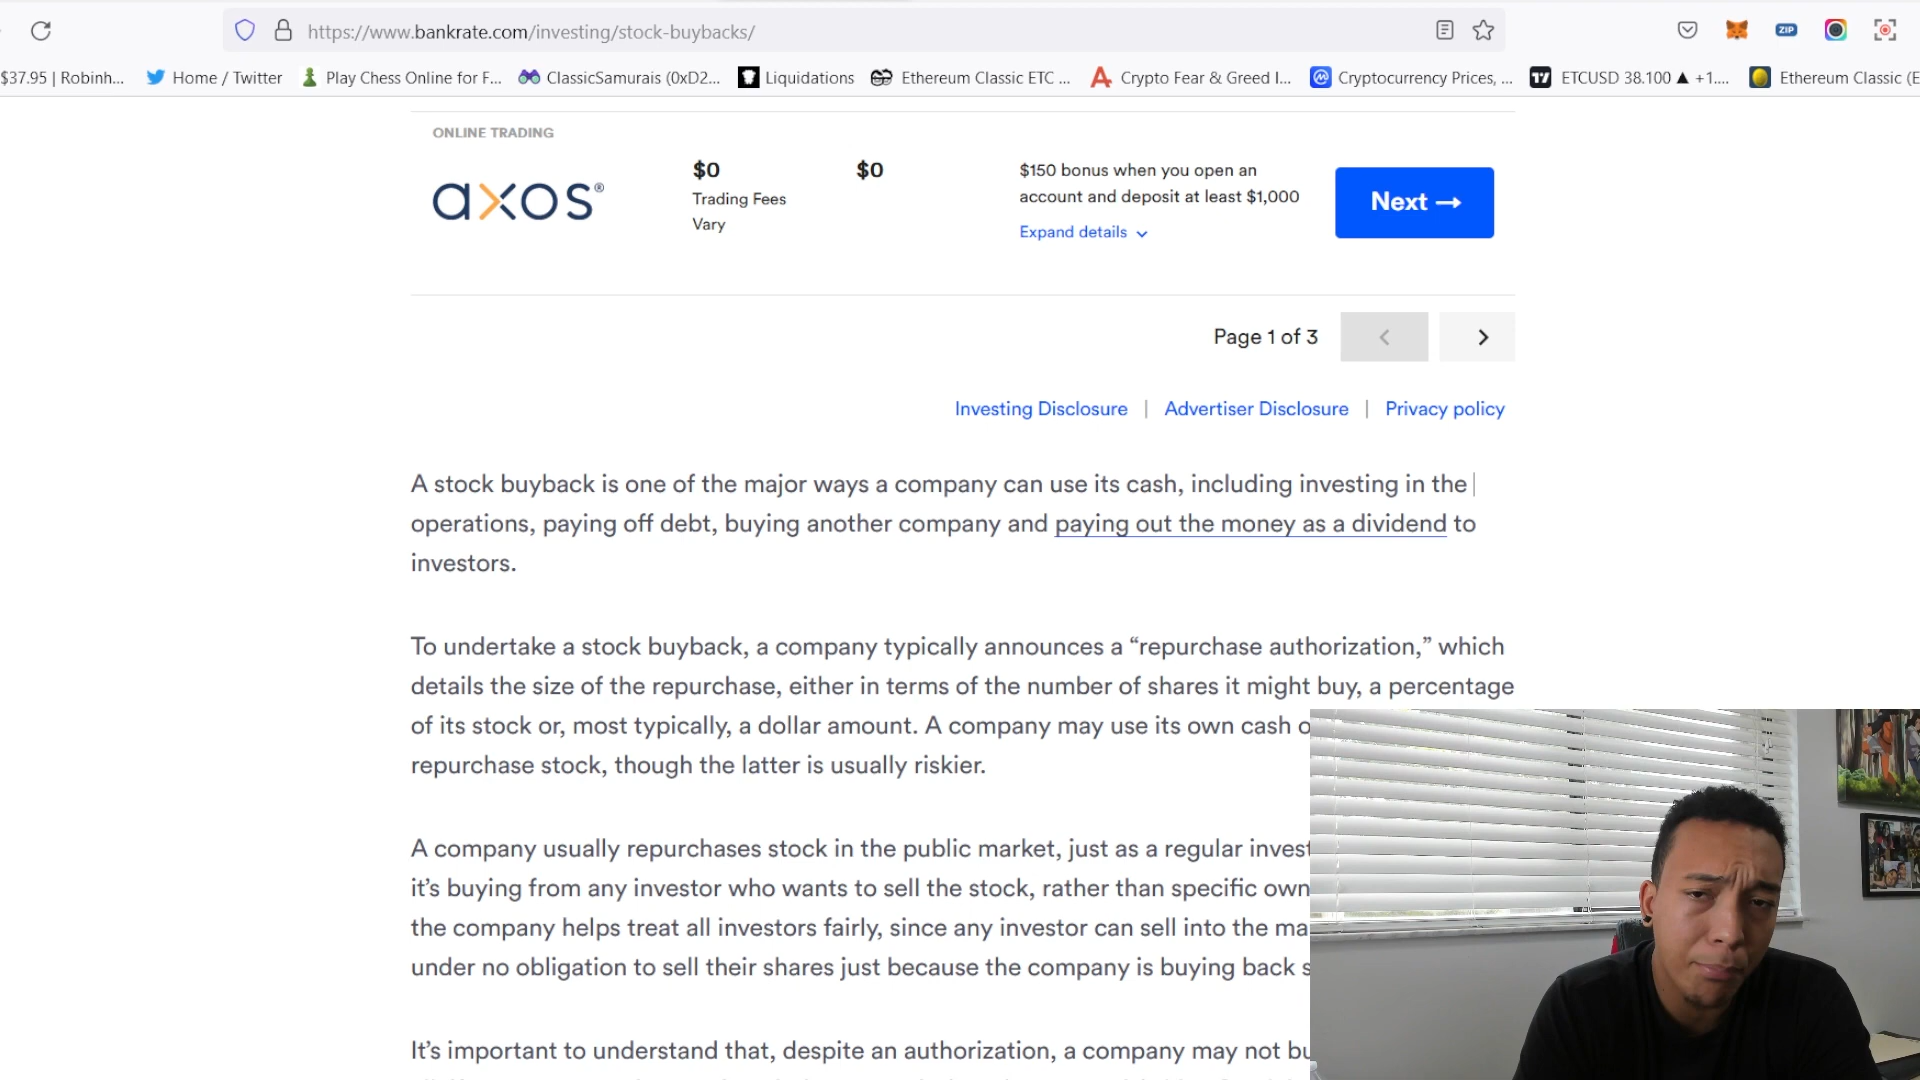 https://www.bankrate.com/investing/stock-buybacks/
$37.95 | Robinh... Home / Twitter Play Chess Online for F... ClassicSamurais (0xD2... Liquidations Ethereum Classic ETC ... Crypto Fear & Greed I... Cryptocurrency Prices, ... ETCUSD 38.100 ▲ +1.... Ethereum Classic (E
ZIP
ONLINE TRADING
axos®
$0
Trading Fees
Vary
$0
$150 bonus when you open an
account and deposit at least $1,000
Expand details
Next →
Page 1 of 3
Investing Disclosure | Advertiser Disclosure | Privacy policy
A stock buyback is one of the major ways a company can use its cash, including investing in the
operations, paying off debt, buying another company and paying out the money as a dividend to
investors.
To undertake a stock buyback, a company typically announces a “repurchase authorization,” which
details the size of the repurchase, either in terms of the number of shares it might buy, a percentage
of its stock or, most typically, a dollar amount. A company may use its own cash o
repurchase stock, though the latter is usually riskier.
A company usually repurchases stock in the public market, just as a regular invest
it’s buying from any investor who wants to sell the stock, rather than specific own
the company helps treat all investors fairly, since any investor can sell into the ma
under no obligation to sell their shares just because the company is buying back s
It’s important to understand that, despite an authorization, a company may not bu